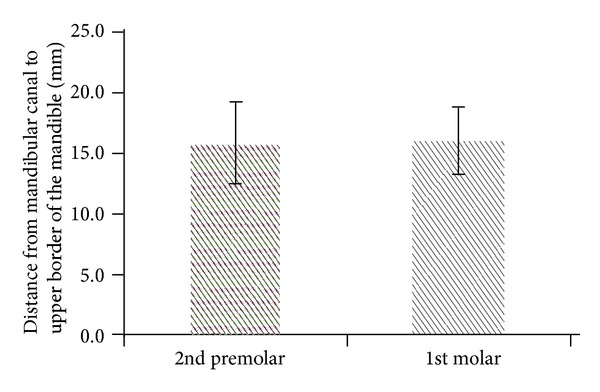 Distance from mandibular canal to
upper border of the mandible (mm)
25.0
20.0
15.0
10.0
5.0
0.0
2nd premolar
1st molar